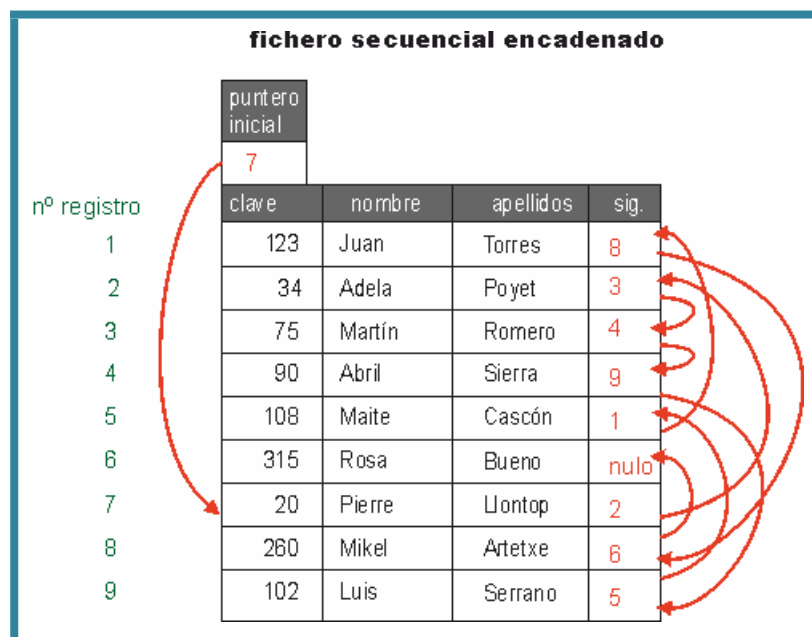 fichero secuencial encadenado
puntero
inicial
7
nº registro clave nombre apellidos sig.
1 123 Juan Torres 8
2 34 Adela Poyet 3
3 75 Martín Romero 4
4 90 Abril Sierra 9
5 108 Maite Cascón 1
6 315 Rosa Bueno nulo
7 20 Pierre Llontop 2
8 260 Mikel Artetxe 6
9 102 Luis Serrano 5